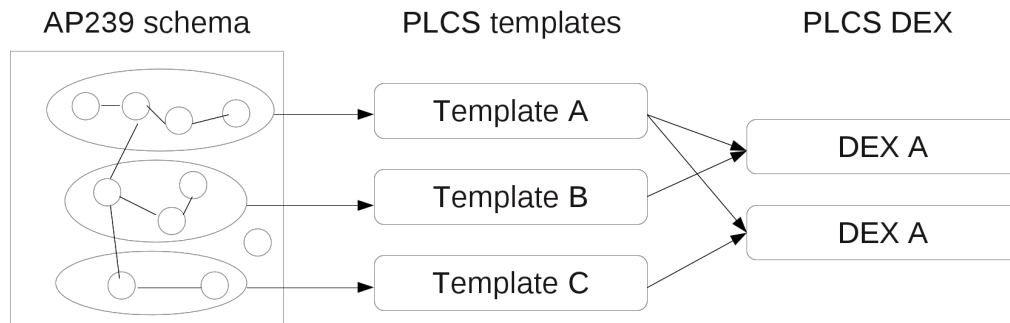 AP239 schema
PLCS templates
PLCS DEX
Template A
Template B
Template C
DEX A
DEX A